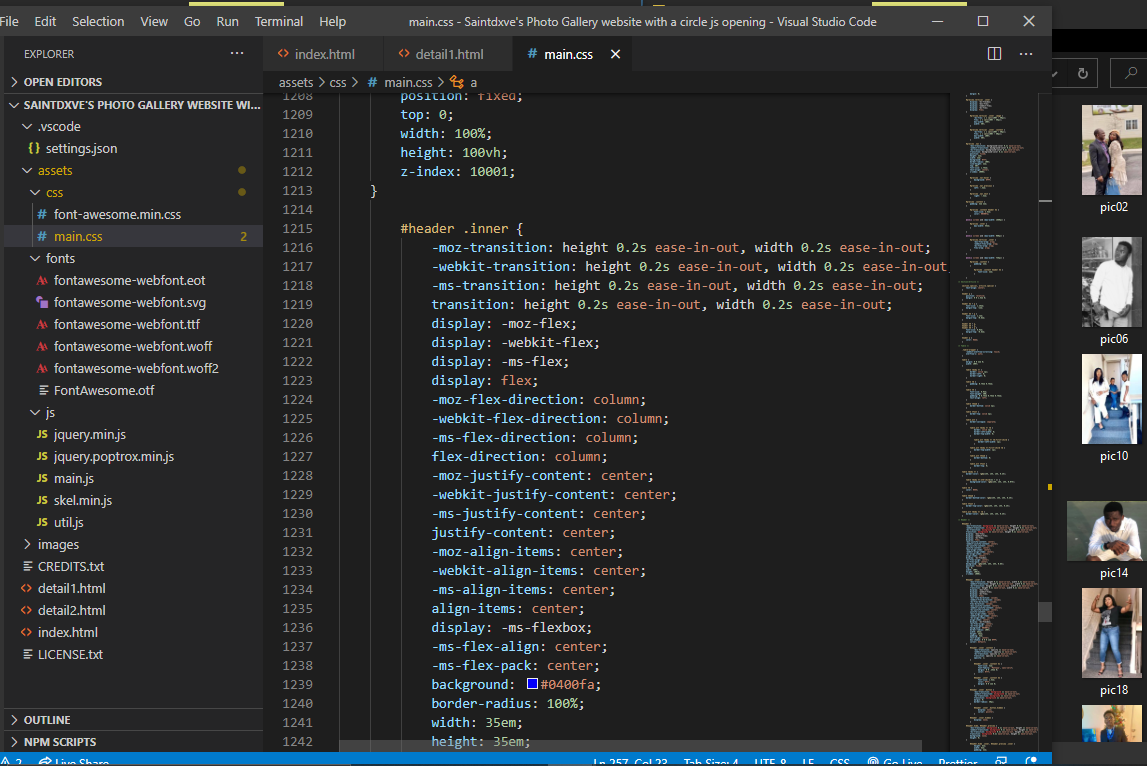 File Edit Selection View Go Run Terminal Help main.css - Saintdxve's Photo Gallery website with a circle js opening - Visual Studio Code
EXPLORER ···
OPEN EDITORS
SAINTDXVE'S PHOTO GALLERY WEBSITE WI...
.vscode
{} settings.json
assets
css
# font-awesome.min.css
# main.css 2
fonts
fontawesome-webfont.eot
fontawesome-webfont.svg
fontawesome-webfont.ttf
fontawesome-webfont.woff
fontawesome-webfont.woff2
FontAwesome.otf
js
JS jquery.min.js
JS jquery.poptrox.min.js
JS main.js
JS skel.min.js
JS util.js
images
CREDITS.txt
<> detail1.html
<> detail2.html
<> index.html
LICENSE.txt
OUTLINE
NPM SCRIPTS
<> index.html <> detail1.html # main.css ×
assets > css > # main.css > a
1208 position: fixed;
1209 top: 0;
1210 width: 100%;
1211 height: 100vh;
1212 z-index: 10001;
1213 }
1214
1215 #header .inner {
1216 -moz-transition: height 0.2s ease-in-out, width 0.2s ease-in-out;
1217 -webkit-transition: height 0.2s ease-in-out, width 0.2s ease-in-out
1218 -ms-transition: height 0.2s ease-in-out, width 0.2s ease-in-out;
1219 transition: height 0.2s ease-in-out, width 0.2s ease-in-out;
1220 display: -moz-flex;
1221 display: -webkit-flex;
1222 display: -ms-flex;
1223 display: flex;
1224 -moz-flex-direction: column;
1225 -webkit-flex-direction: column;
1226 -ms-flex-direction: column;
1227 flex-direction: column;
1228 -moz-justify-content: center;
1229 -webkit-justify-content: center;
1230 -ms-justify-content: center;
1231 justify-content: center;
1232 -moz-align-items: center;
1233 -webkit-align-items: center;
1234 -ms-align-items: center;
1235 align-items: center;
1236 display: -ms-flexbox;
1237 -ms-flex-align: center;
1238 -ms-flex-pack: center;
1239 background: #0400fa;
1240 border-radius: 100%;
1241 width: 35em;
1242 height: 35em;
2 Live Share Ln 257, Col 23 Tab Size: 4 UTF-8 LF CSS Go Live Prettier
pic02
pic06
pic10
pic14
pic18